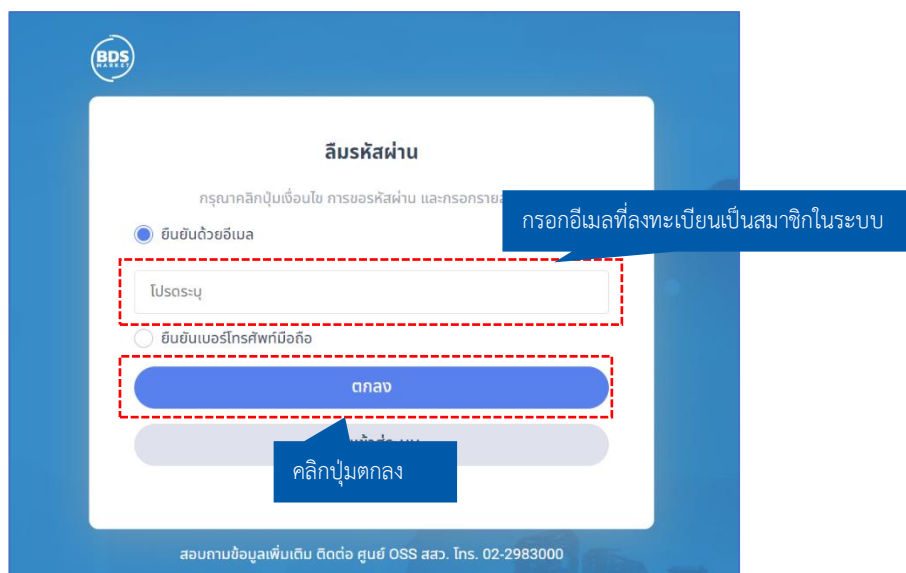 BDS
MARKET
ลืมรหัสผ่าน
กรุณาคลิกปุ่มเงื่อนไข การขอรหัสผ่าน และกรอก
กรอกอีเมลที่ลงทะเบียนเป็นสมาชิกในระบบ
ยืนยันด้วยอีเมล
โปรดระบุ
ยืนยันเบอร์โทรศัพท์มือถือ
ตกลง
คลิกปุ่มตกลง
สอบถามข้อมูลเพิ่มเติม ติดต่อ ศูนย์ OSS สสว. โทร. 02-2983000